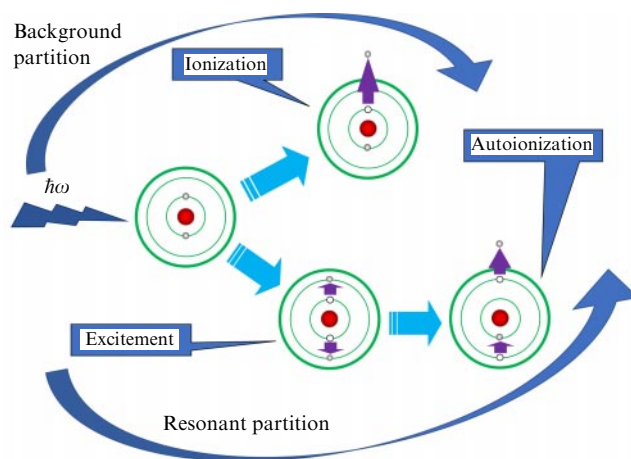 Background
partition
Ionization
Autoionization
ħω
Excitement
Resonant partition